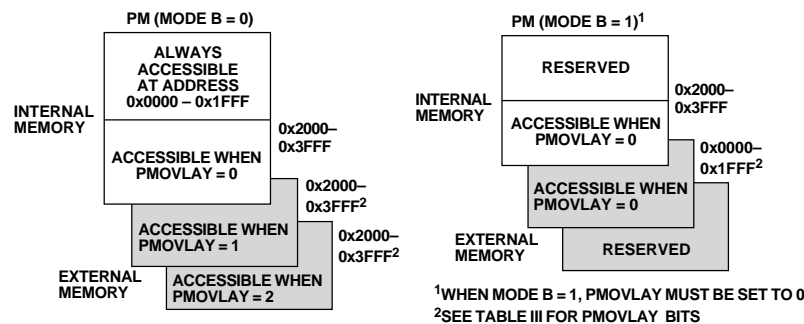 PM (MODE B = 0)
ALWAYS
ACCESSIBLE
AT ADDRESS
0x0000 – 0x1FFF
INTERNAL
MEMORY
0x2000–
0x3FFF
ACCESSIBLE WHEN
PMOVLAY = 0
0x2000–
0x3FFF2
ACCESSIBLE WHEN
PMOVLAY = 1
0x2000–
0x3FFF2
EXTERNAL
MEMORY
ACCESSIBLE WHEN
PMOVLAY = 2
PM (MODE B = 1)1
RESERVED
INTERNAL
MEMORY
0x2000–
0x3FFF
ACCESSIBLE WHEN
PMOVLAY = 0
0x0000–
0x1FFF2
ACCESSIBLE WHEN
PMOVLAY = 0
EXTERNAL
MEMORY
RESERVED
1WHEN MODE B = 1, PMOVLAY MUST BE SET TO 0
2SEE TABLE III FOR PMOVLAY BITS